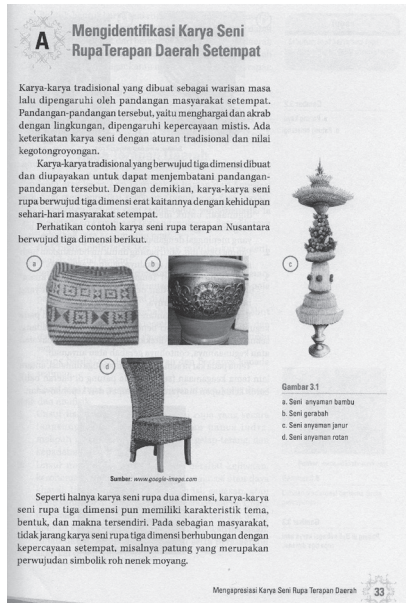 A
Mengidentifikasi Karya Seni
RupaTerapan Daerah Setempat
Karya-karya tradisional yang dibuat sebagai warisan masa
lalu dipengaruhi oleh pandangan masyarakat setempat.
Pandangan-pandangan tersebut, yaitu menghargai dan akrab
dengan lingkungan, dipengaruhi kepercayaan mistis. Ada
keterikatan karya seni dengan aturan tradisional dan nilai
kegotongroyongan.
Karya-karya tradisional yang berwujud tiga dimensi dibuat
dan diupayakan untuk dapat menjembatani pandangan-
pandangan tersebut. Dengan demikian, karya-karya seni
rupa berwujud tiga dimensi erat kaitannya dengan kehidupan
sehari-hari masyarakat setempat.
Perhatikan contoh karya seni rupa terapan Nusantara
berwujud tiga dimensi berikut.
a
b
c
d
Gambar 3.1
a. Seni anyaman bambu
b. Seni gerabah
c. Seni anyaman janur
d. Seni anyaman rotan
Sumber: www.google-image.com
Seperti halnya karya seni rupa dua dimensi, karya-karya
seni rupa tiga dimensi pun memiliki karakteristik tema,
bentuk, dan makna tersendiri. Pada sebagian masyarakat,
tidak jarang karya seni rupa tiga dimensi berhubungan dengan
kepercayaan setempat, misalnya patung yang merupakan
perwujudan simbolik roh nenek moyang.
Mengapresiasi Karya Seni Rupa Terapan Daerah 33